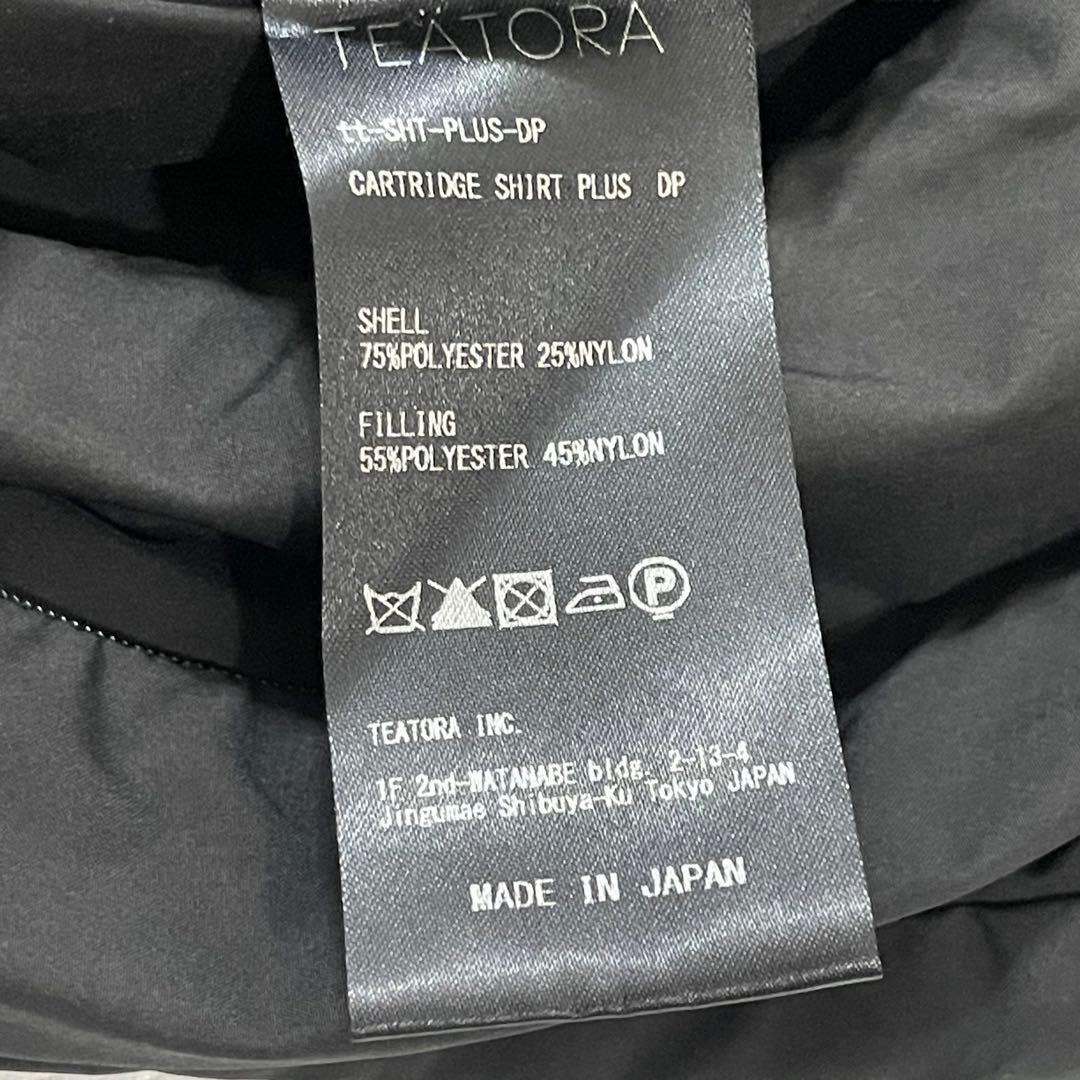 TEÄTORA
tt-SHT-PLUS-DP
CARTRIDGE SHIRT PLUS DP
SHELL
75%POLYESTER 25%NYLON
FILLING
55%POLYESTER 45%NYLON
P
TEATORA INC.
1F 2nd-WATANABE bldg. 2-13-4
Jingumae Shibuya-Ku Tokyo JAPAN
MADE IN JAPAN